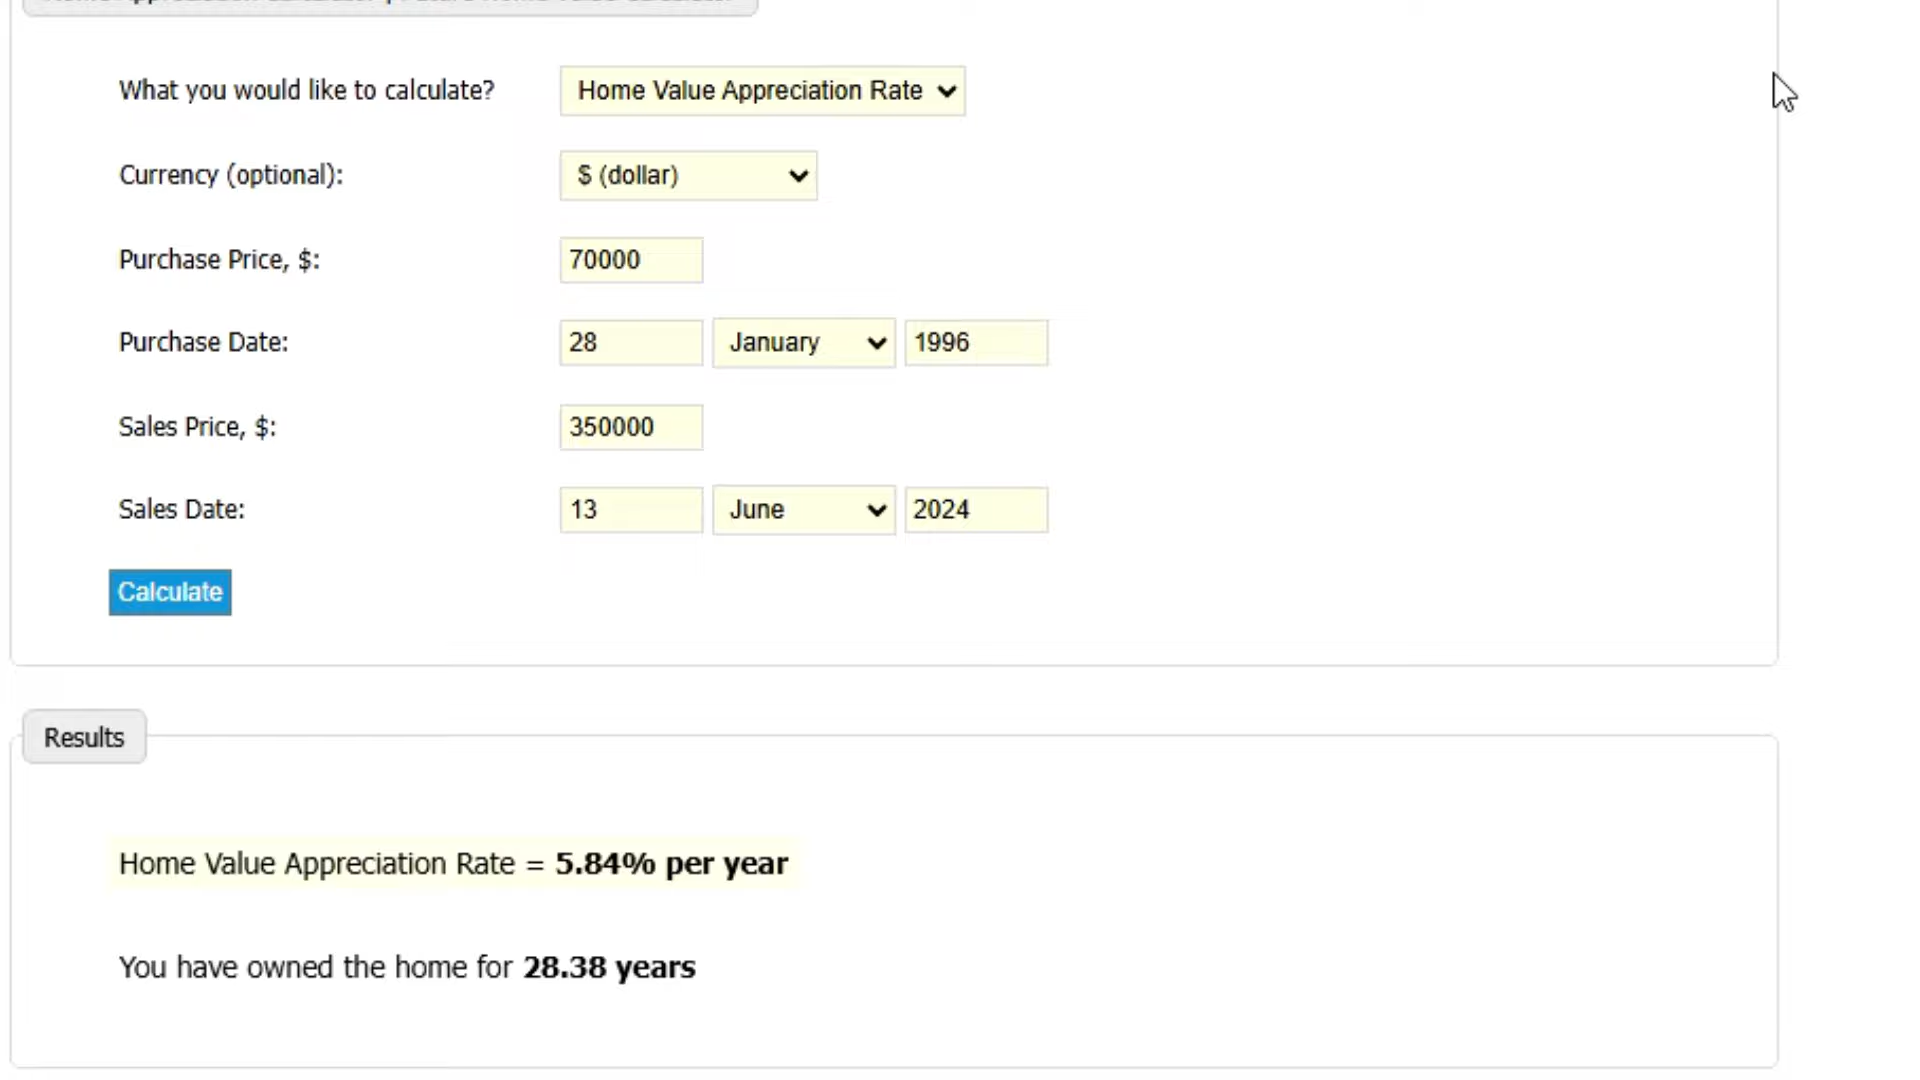 What you would like to calculate? Home Value Appreciation Rate
Currency (optional): $ (dollar)
Purchase Price, $: 70000
Purchase Date: 28 January 1996
Sales Price, $: 350000
Sales Date: 13 June 2024
Calculate
Results
Home Value Appreciation Rate = 5.84% per year
You have owned the home for 28.38 years